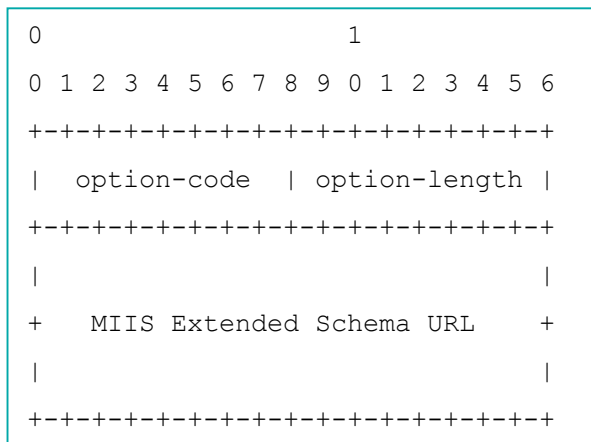 0                   1
0 1 2 3 4 5 6 7 8 9 0 1 2 3 4 5 6
+-+-+-+-+-+-+-+-+-+-+-+-+-+-+-+-+
|  option-code  | option-length |
+-+-+-+-+-+-+-+-+-+-+-+-+-+-+-+-+
|                               |
+   MIIS Extended Schema URL    +
|                               |
+-+-+-+-+-+-+-+-+-+-+-+-+-+-+-+-+